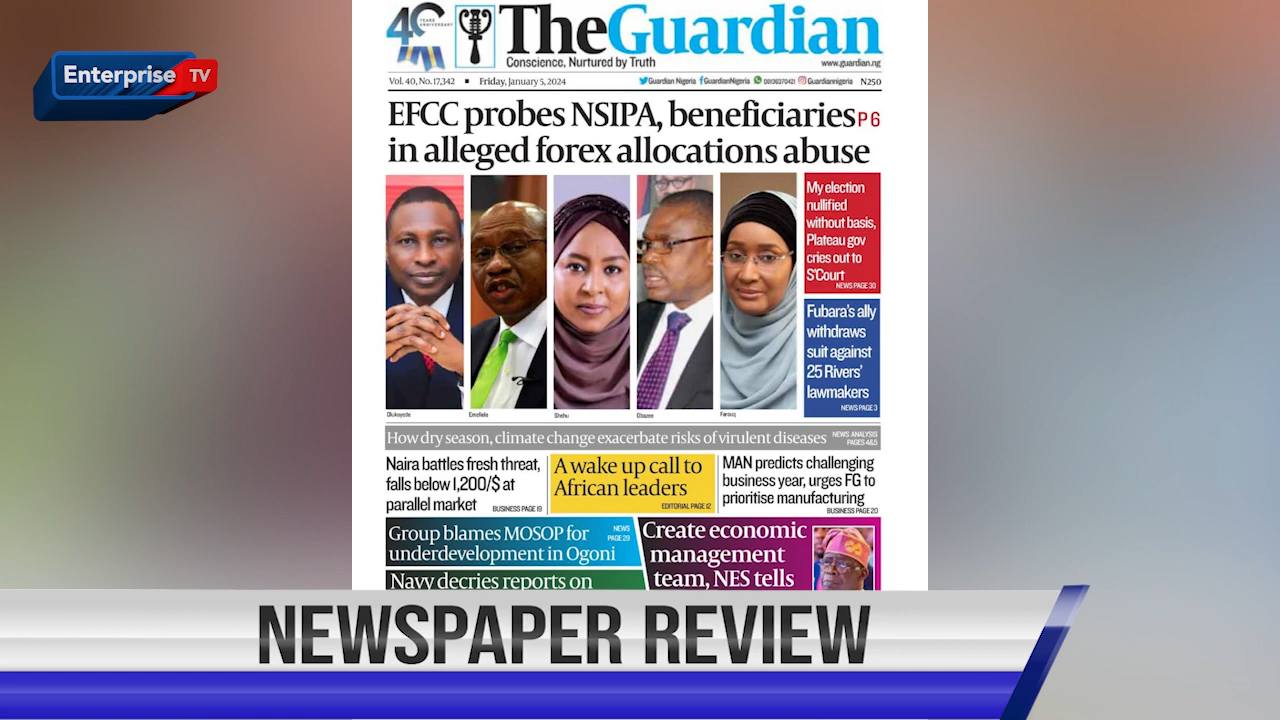 Enterprise TV
40 YEARS ANNIVERSARY
TheGuardian
Conscience, Nurtured by Truth
www.guardian.ng
Vol. 40, No. 17,342 ■ Friday, January 5, 2024
Guardian Nigeria GuardianNigeria 08136370421 Guardiannigeria N250
EFCC probes NSIPA, beneficiaries P6
in alleged forex allocations abuse
My election
nullified
without basis,
Plateau gov
cries out to
S'Court
NEWS PAGE 30
Fubara's ally
withdraws
suit against
25 Rivers'
lawmakers
NEWS PAGE 3
Olukoyede Emefiele Shehu Obazee Farouq
How dry season, climate change exacerbate risks of virulent diseases
NEWS ANALYSIS
PAGES 4&5
Naira battles fresh threat,
falls below 1,200/$ at
parallel market
BUSINESS PAGE 19
A wake up call to
African leaders
EDITORIAL PAGE 12
MAN predicts challenging
business year, urges FG to
prioritise manufacturing
BUSINESS PAGE 20
Group blames MOSOP for
underdevelopment in Ogoni
NEWS
PAGE 29
Navy decries reports on
Create economic
management
team, NES tells
NEWSPAPER REVIEW